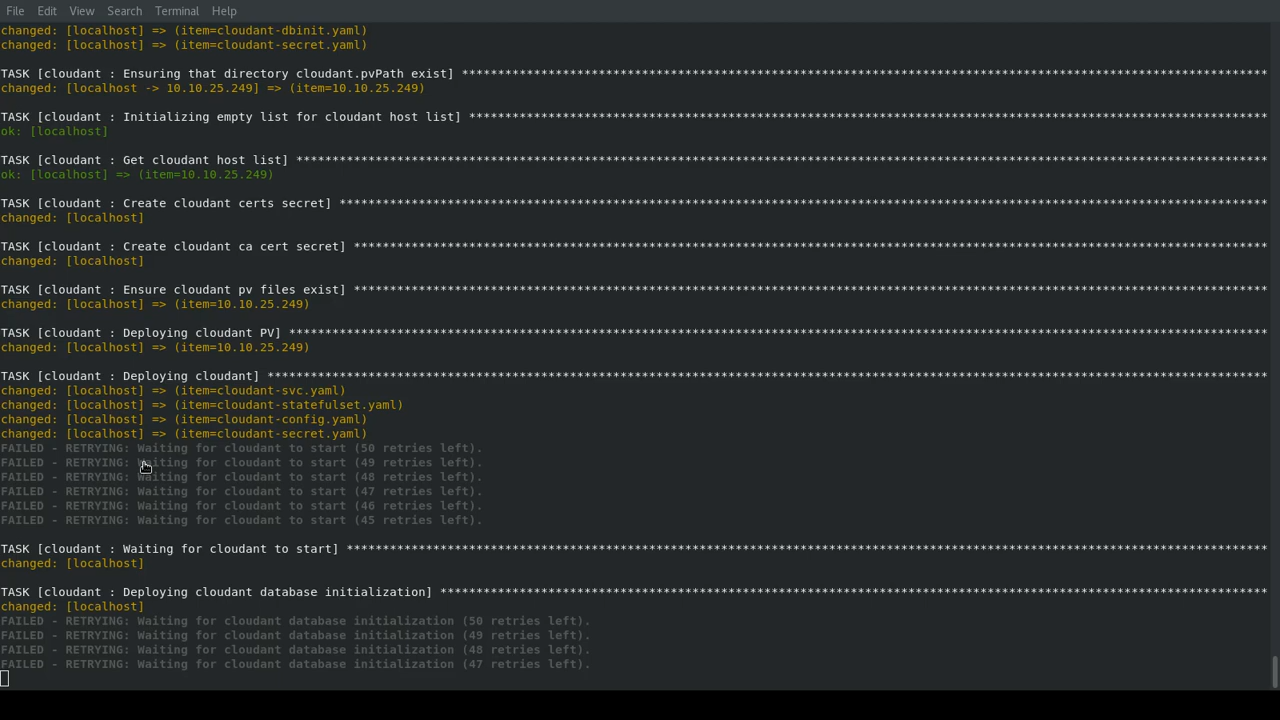 File Edit View Search Terminal Help
changed: [localhost] => (item=cloudant-dbinit.yaml)
changed: [localhost] => (item=cloudant-secret.yaml)
TASK [cloudant : Ensuring that directory cloudant.pvPath exist] ****************************************************************************************************************
changed: [localhost -> 10.10.25.249] => (item=10.10.25.249)
TASK [cloudant : Initializing empty list for cloudant host list] ***************************************************************************************************************
ok: [localhost]
TASK [cloudant : Get cloudant host list] ***************************************************************************************************************************************
ok: [localhost] => (item=10.10.25.249)
TASK [cloudant : Create cloudant certs secret] *********************************************************************************************************************************
changed: [localhost]
TASK [cloudant : Create cloudant ca cert secret] *******************************************************************************************************************************
changed: [localhost]
TASK [cloudant : Ensure cloudant pv files exist] *******************************************************************************************************************************
changed: [localhost] => (item=10.10.25.249)
TASK [cloudant : Deploying cloudant PV] ****************************************************************************************************************************************
changed: [localhost] => (item=10.10.25.249)
TASK [cloudant : Deploying cloudant] *******************************************************************************************************************************************
changed: [localhost] => (item=cloudant-svc.yaml)
changed: [localhost] => (item=cloudant-statefulset.yaml)
changed: [localhost] => (item=cloudant-config.yaml)
changed: [localhost] => (item=cloudant-secret.yaml)
FAILED - RETRYING: Waiting for cloudant to start (50 retries left).
FAILED - RETRYING: Waiting for cloudant to start (49 retries left).
FAILED - RETRYING: Waiting for cloudant to start (48 retries left).
FAILED - RETRYING: Waiting for cloudant to start (47 retries left).
FAILED - RETRYING: Waiting for cloudant to start (46 retries left).
FAILED - RETRYING: Waiting for cloudant to start (45 retries left).
TASK [cloudant : Waiting for cloudant to start] ********************************************************************************************************************************
changed: [localhost]
TASK [cloudant : Deploying cloudant database initialization] *******************************************************************************************************************
changed: [localhost]
FAILED - RETRYING: Waiting for cloudant database initialization (50 retries left).
FAILED - RETRYING: Waiting for cloudant database initialization (49 retries left).
FAILED - RETRYING: Waiting for cloudant database initialization (48 retries left).
FAILED - RETRYING: Waiting for cloudant database initialization (47 retries left).